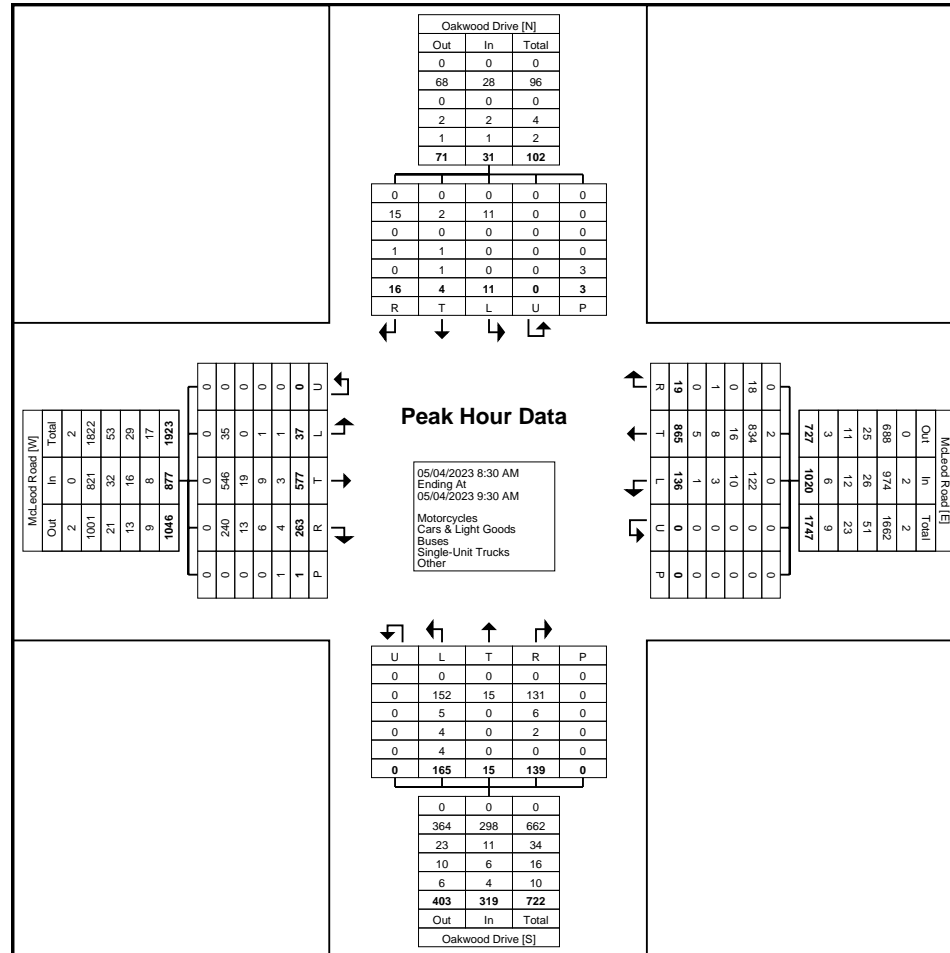 Oakwood Drive [N]
Out In Total
0 0 0
68 28 96
0 0 0
2 2 4
1 1 2
71 31 102
0 0 0 0 0
15 2 11 0 0
0 0 0 0 0
1 1 0 0 0
0 1 0 0 3
16 4 11 0 3
R T L U P
McLeod Road [W]
Total In Out
2 0 2
1822 821 1001
53 32 21
29 16 13
17 8 9
1923 877 1046
0 0 0 0 0
0 35 546 240 0
0 0 19 13 0
0 1 9 6 0
0 1 3 4 1
0 37 577 263 1
U L T R P
Peak Hour Data
05/04/2023 8:30 AM
Ending At
05/04/2023 9:30 AM
Motorcycles
Cars & Light Goods
Buses
Single-Unit Trucks
Other
McLeod Road [E]
Out In Total
0 2 2
688 974 1662
25 26 51
11 12 23
3 6 9
727 1020 1747
0 2 0 0 0
18 834 122 0 0
0 16 10 0 0
1 8 3 0 0
0 5 1 0 0
19 865 136 0 0
R T L U P
U L T R P
0 0 0 0 0
0 152 15 131 0
0 5 0 6 0
0 4 0 2 0
0 4 0 0 0
0 165 15 139 0
0 0 0
364 298 662
23 11 34
10 6 16
6 4 10
403 319 722
Out In Total
Oakwood Drive [S]